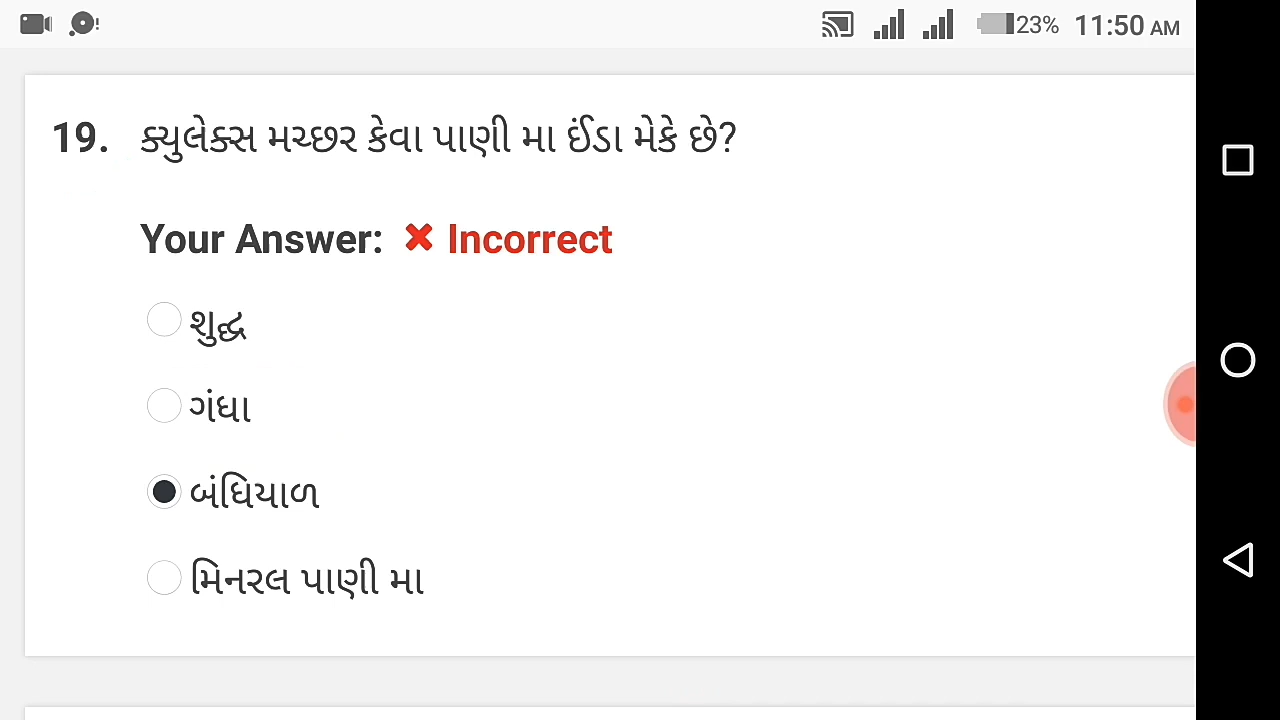 23% 11:50 AM
19. ક્યુલેક્સ મચ્છર કેવા પાણી મા ઈંડા મેકે છે?
Your Answer: ✖ Incorrect
શુદ્ધ
ગંધા
બંધિયાળ
મિનરલ પાણી મા